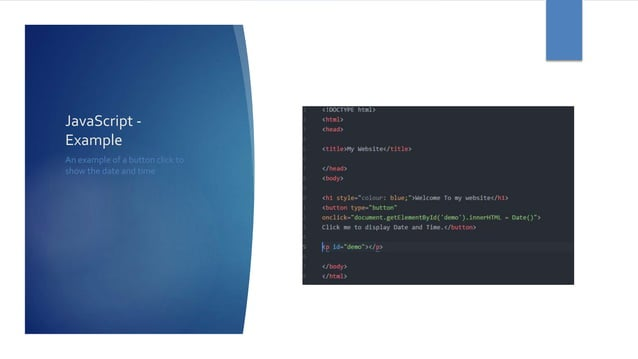 JavaScript -
Example
An example of a button click to
show the date and time
<!DOCTYPE html>
<html>
<head>
<title>My Website</title>
</head>
<body>
<h1 style="colour: blue;">Welcome To my website</h1>
<button type="button"
onclick="document.getElementById('demo').innerHTML = Date()">
Click me to display Date and Time.</button>
<p id="demo"></p>
</body>
</html>